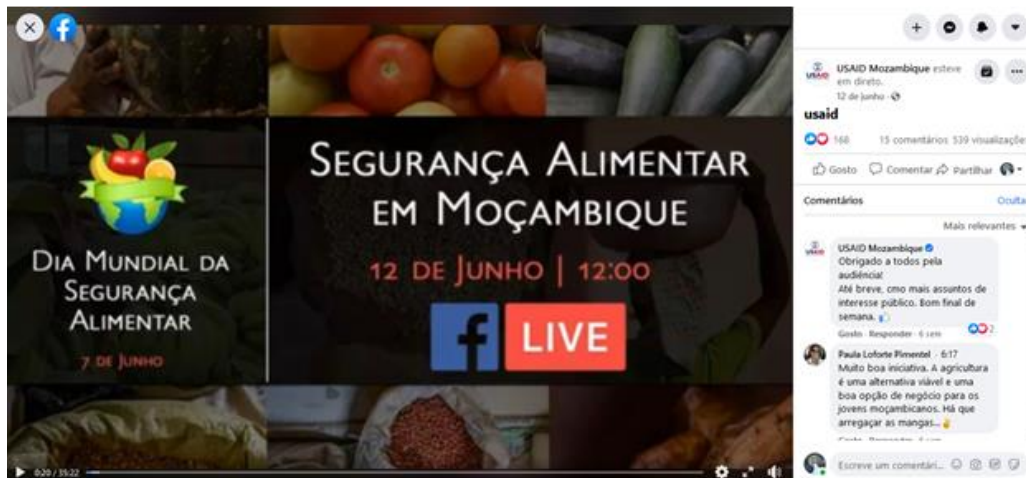 DIA MUNDIAL DA
SEGURANÇA
ALIMENTAR
7 DE JUNHO
SEGURANÇA ALIMENTAR
EM MOÇAMBIQUE
12 DE JUNHO | 12:00
LIVE
0:20 / 35:22
USAID Mozambique esteve
em direto.
12 de junho
usaid
168 15 comentários 539 visualizaçõe
Gosto Comentar Partilhar
Comentários Oculta
Mais relevantes
USAID Mozambique
Obrigado a todos pela
audiência!
Até breve, cmo mais assuntos de
interesse público. Bom final de
semana.
Gosto · Responder · 6 sem 2
Paula Loforte Pimentel · 6:17
Muito boa iniciativa. A agricultura
é uma alternativa viável e uma
boa opção de negócio para os
jovens moçambicanos. Há que
arregaçar as mangas...
Escreve um comentári...